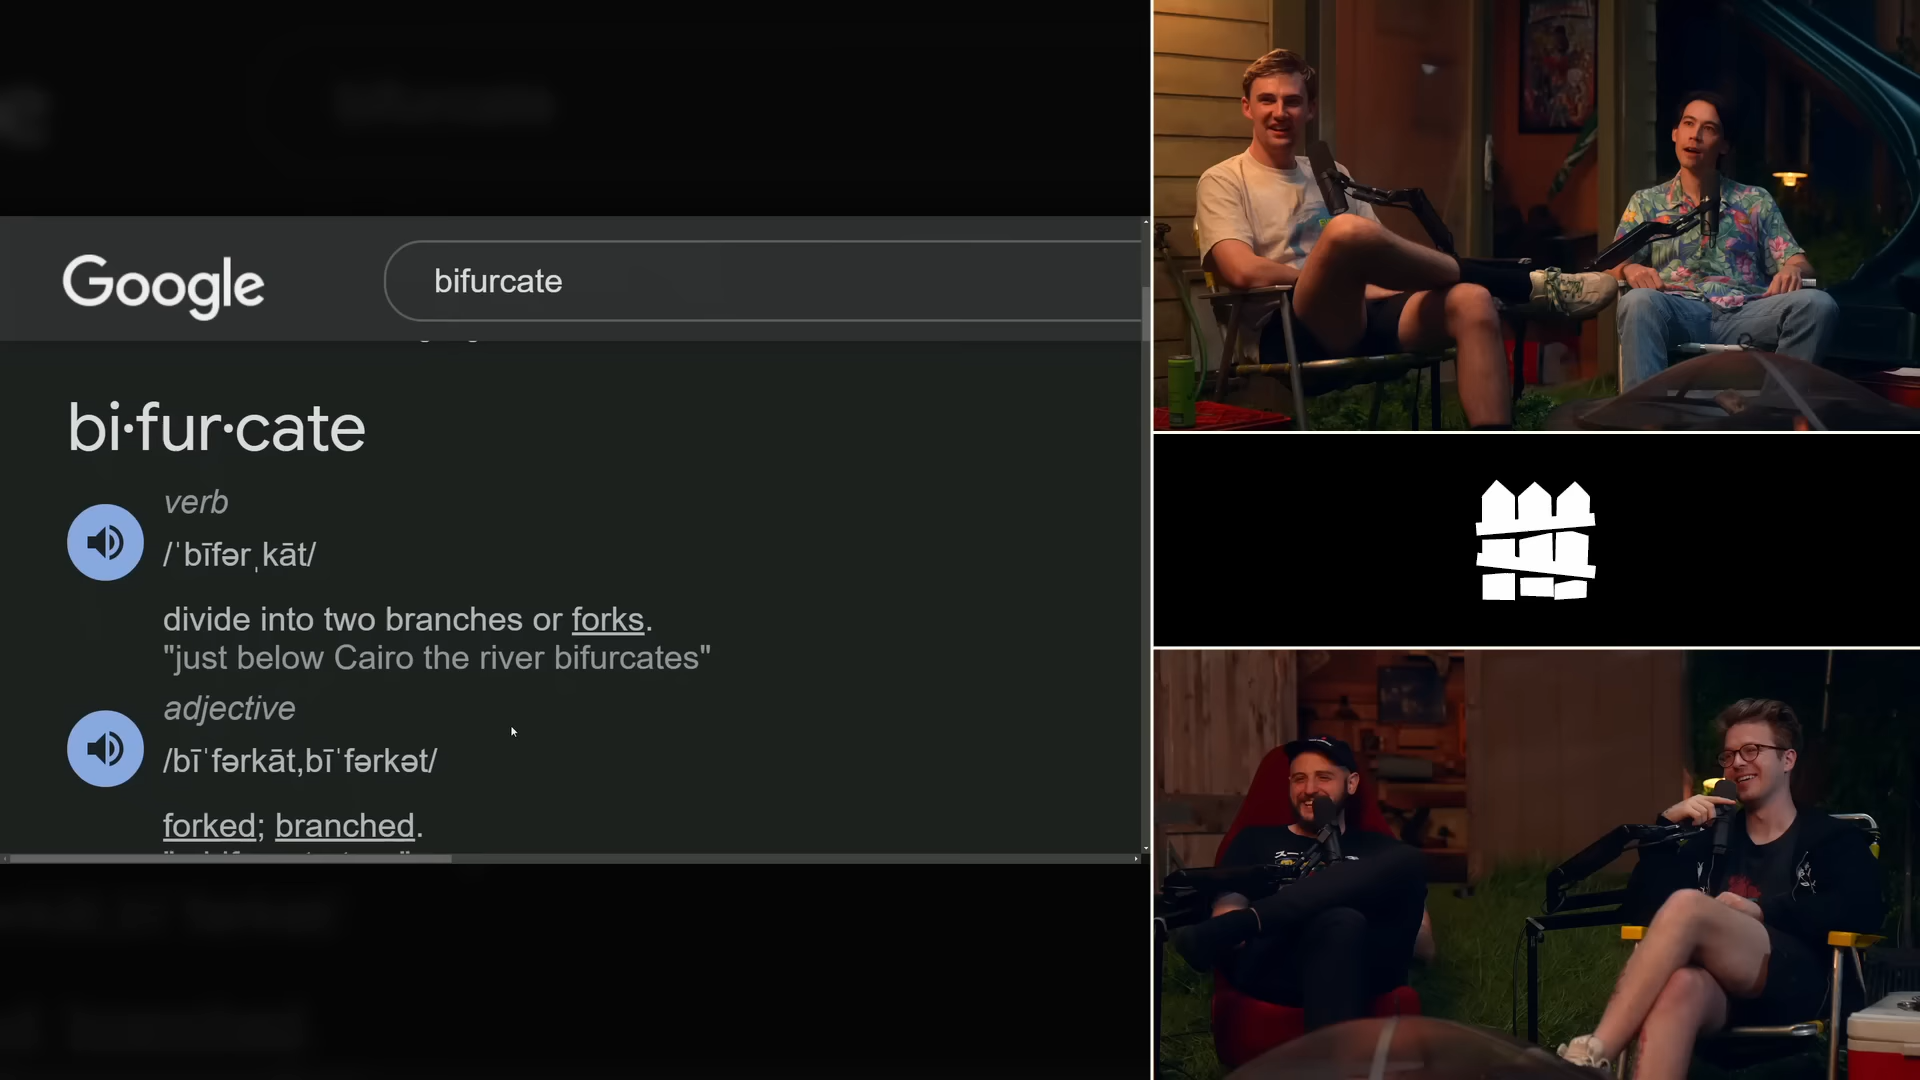 Google
bifurcate
bi·fur·cate
verb
/ˈbīfərˌkāt/
divide into two branches or forks.
"just below Cairo the river bifurcates"
adjective
/bīˈfərkāt,bīˈfərkət/
forked; branched.